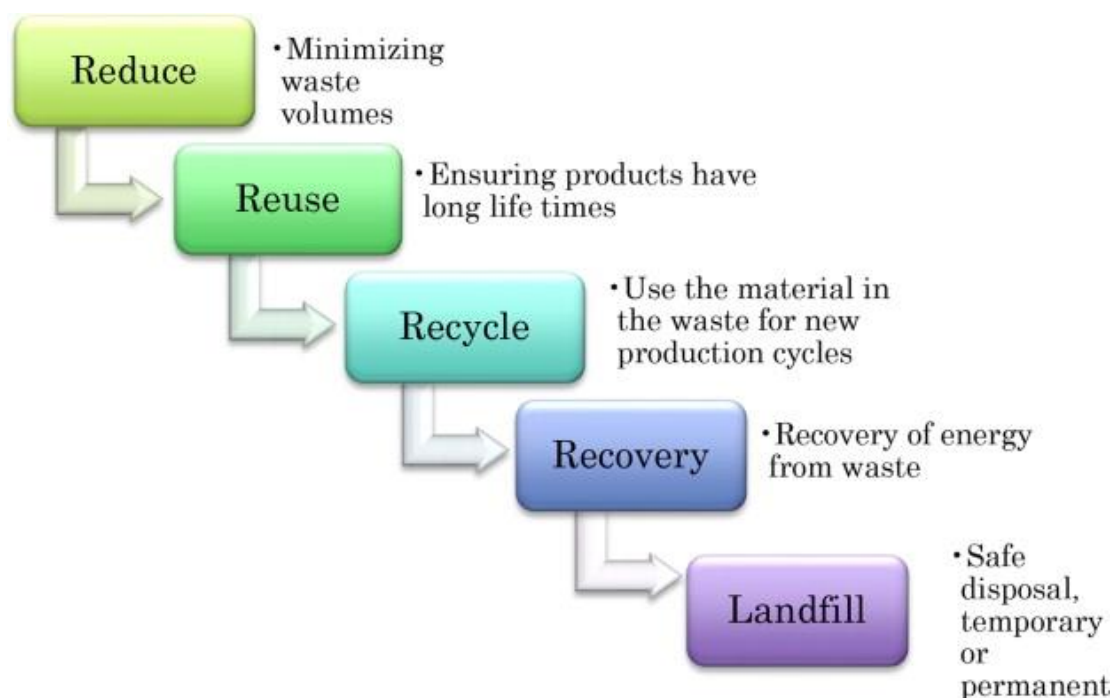 Reduce
•Minimizing
waste
volumes
Reuse
•Ensuring products have
long life times
Recycle
•Use the material in
the waste for new
production cycles
Recovery
•Recovery of energy
from waste
Landfill
•Safe
disposal,
temporary
or
permanent